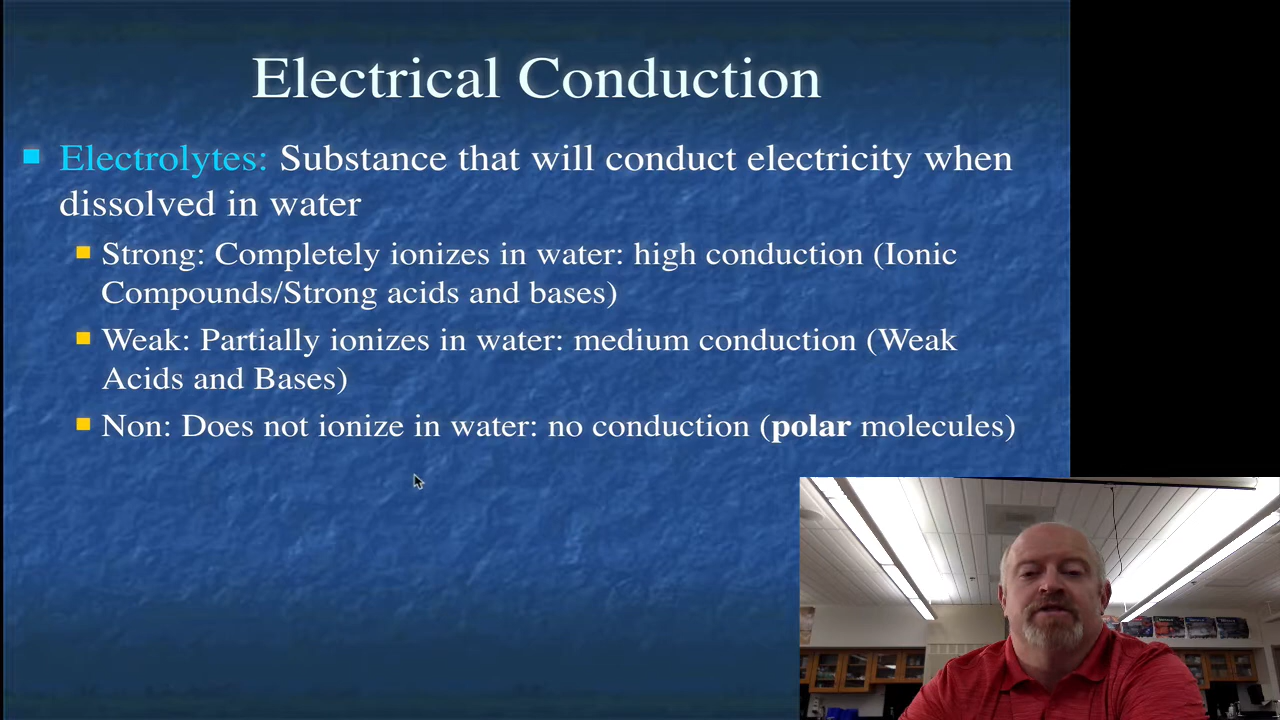 Electrical Conduction
Electrolytes: Substance that will conduct electricity when
dissolved in water
Strong: Completely ionizes in water: high conduction (Ionic
Compounds/Strong acids and bases)
Weak: Partially ionizes in water: medium conduction (Weak
Acids and Bases)
Non: Does not ionize in water: no conduction (polar molecules)